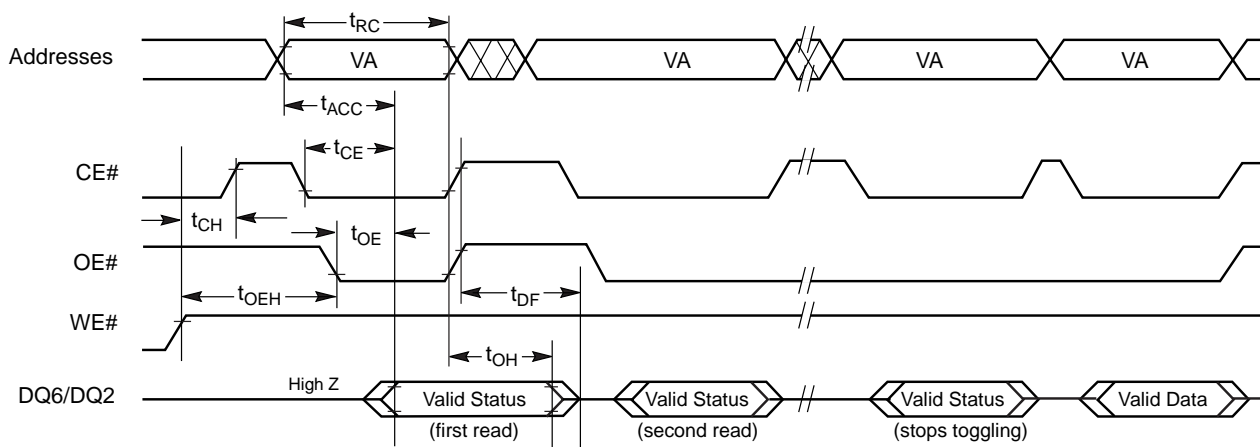 tRC
Addresses
VA
VA
VA
VA
tACC
tCE
CE#
tCH
tOE
OE#
tOEH
tDF
WE#
tOH
High Z
DQ6/DQ2
Valid Status
Valid Status
Valid Status
Valid Data
(first read)
(second read)
(stops toggling)